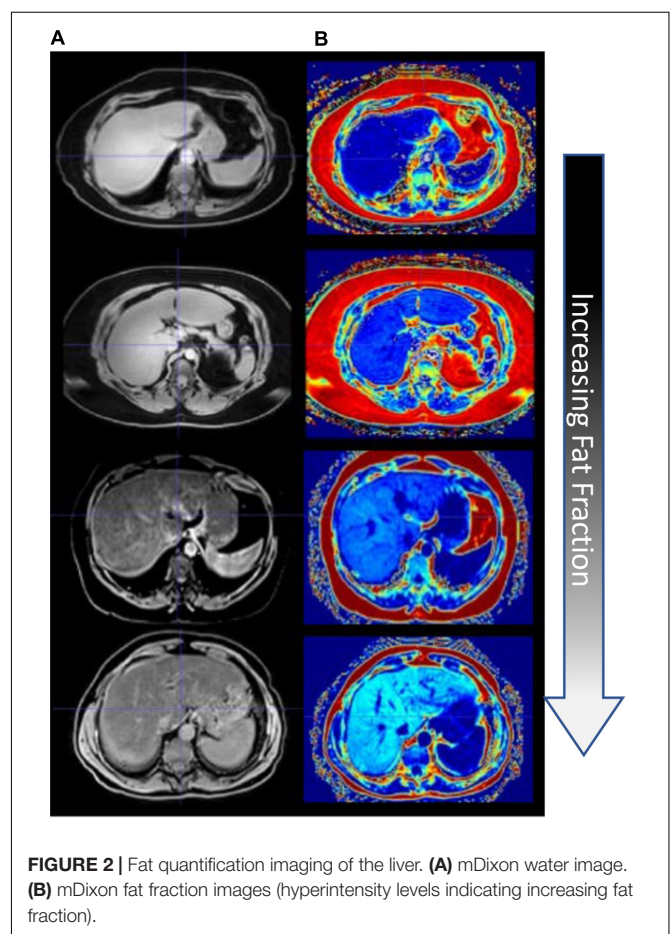 A
B
Increasing Fat Fraction
FIGURE 2 | Fat quantification imaging of the liver. (A) mDixon water image.
(B) mDixon fat fraction images (hyperintensity levels indicating increasing fat
fraction).